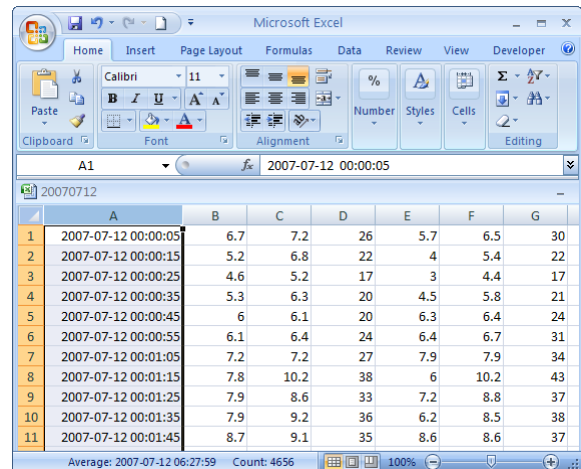 Microsoft Excel
Home Insert Page Layout Formulas Data Review View Developer
Calibri 11
Paste
B I U A A
A
% Number
A Styles
Cells
Σ
Clipboard Font Alignment Editing
A1 fx 2007-07-12 00:00:05
20070712
A B C D E F G
1 2007-07-12 00:00:05 6.7 7.2 26 5.7 6.5 30
2 2007-07-12 00:00:15 5.2 6.8 22 4 5.4 22
3 2007-07-12 00:00:25 4.6 5.2 17 3 4.4 17
4 2007-07-12 00:00:35 5.3 6.3 20 4.5 5.8 21
5 2007-07-12 00:00:45 6 6.1 20 6.3 6.4 24
6 2007-07-12 00:00:55 6.1 6.4 24 6.4 6.7 31
7 2007-07-12 00:01:05 7.2 7.2 27 7.9 7.9 34
8 2007-07-12 00:01:15 7.8 10.2 38 6 10.2 43
9 2007-07-12 00:01:25 7.9 8.6 33 7.2 8.8 37
10 2007-07-12 00:01:35 7.9 9.2 36 6.2 8.5 38
11 2007-07-12 00:01:45 8.7 9.1 35 8.6 8.6 37
Average: 2007-07-12 06:27:59 Count: 4656 100%